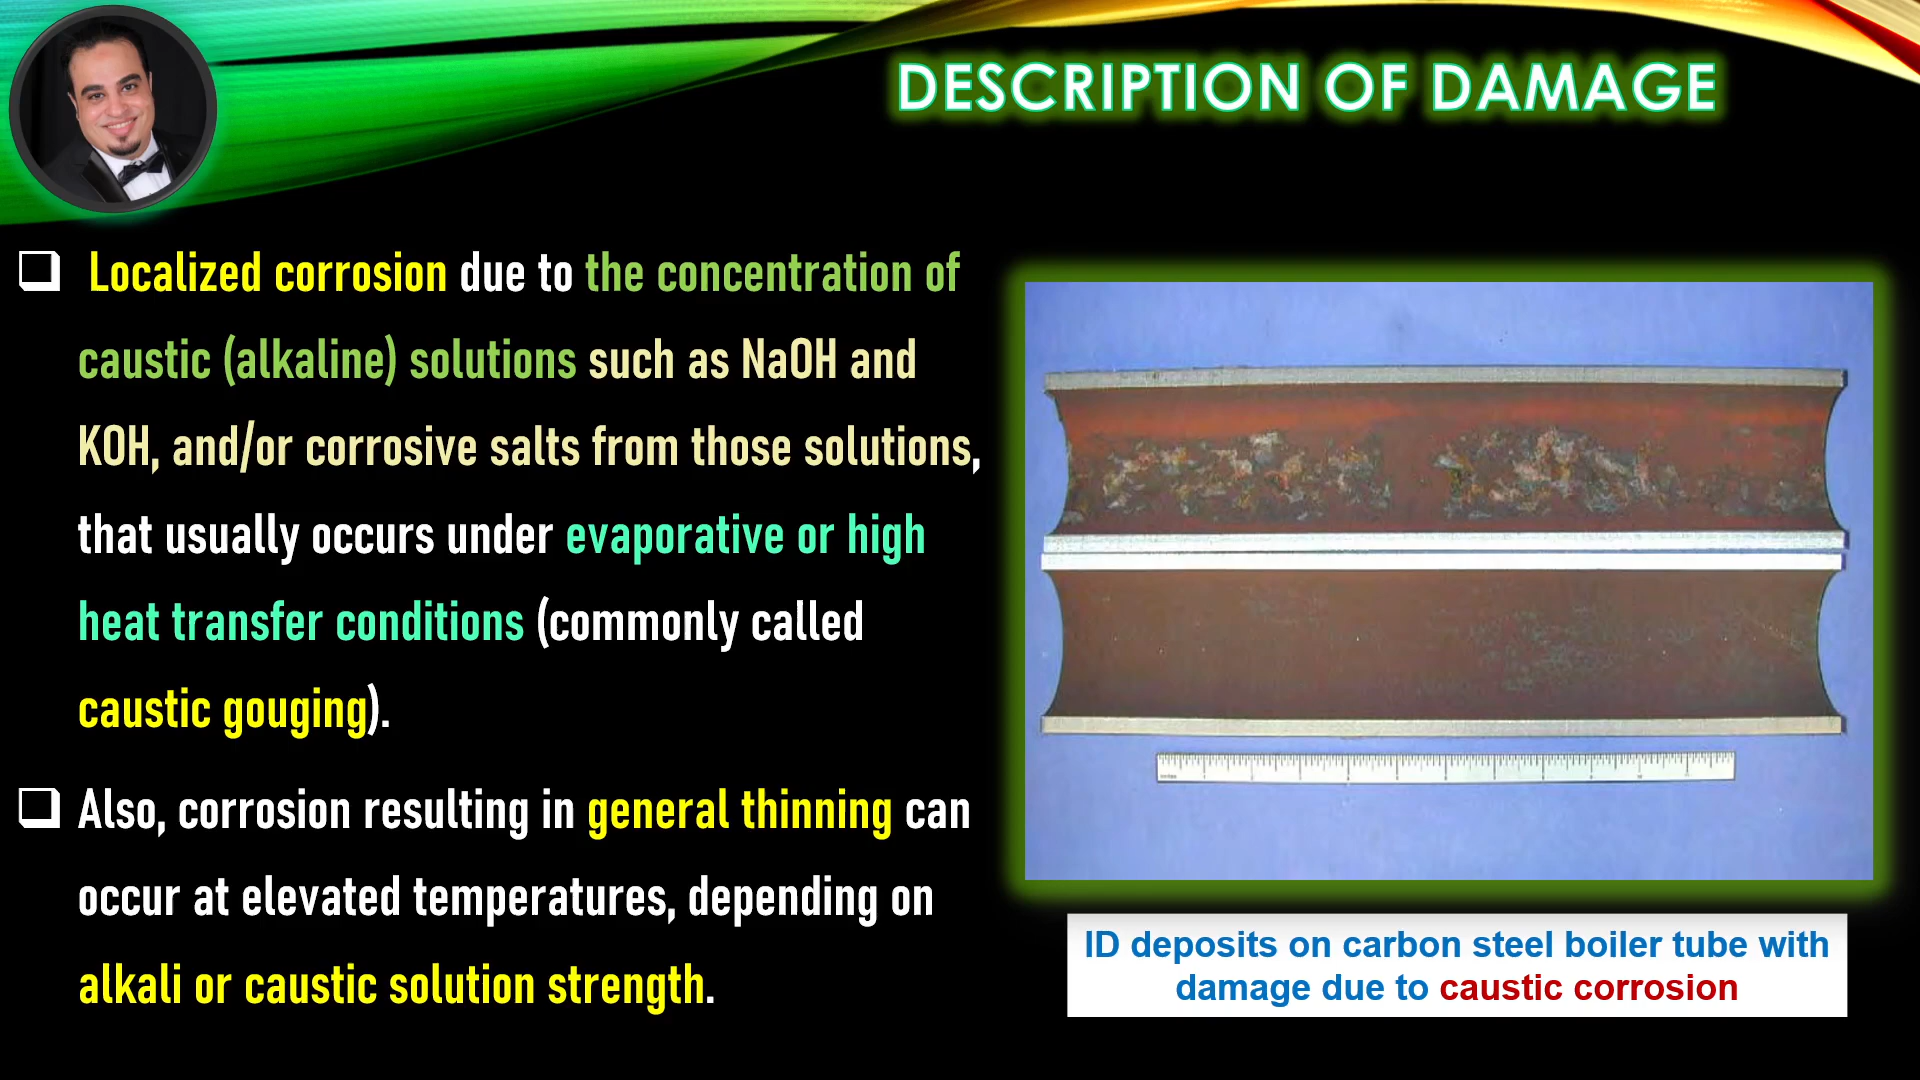 DESCRIPTION OF DAMAGE
Localized corrosion due to the concentration of
caustic (alkaline) solutions such as NaOH and
KOH, and/or corrosive salts from those solutions,
that usually occurs under evaporative or high
heat transfer conditions (commonly called
caustic gouging).
Also, corrosion resulting in general thinning can
occur at elevated temperatures, depending on
alkali or caustic solution strength.
ID deposits on carbon steel boiler tube with
damage due to caustic corrosion